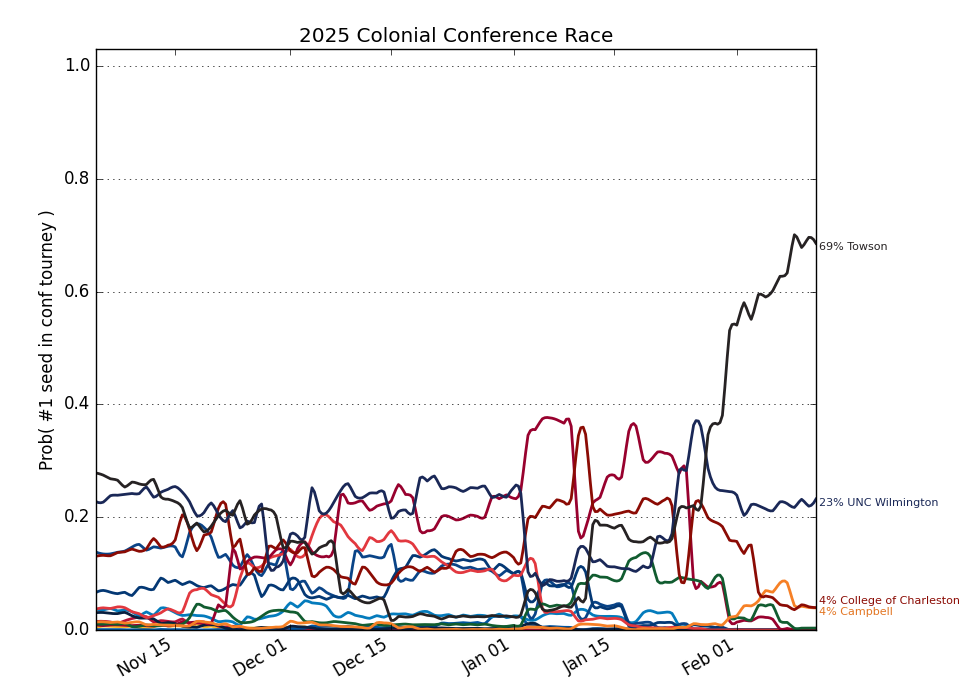 2025 Colonial Conference Race
Prob( #1 seed in conf tourney )
1.0
0.8
0.6
0.4
0.2
0.0
69% Towson
23% UNC Wilmington
4% College of Charleston
4% Campbell
Nov 15
Dec 01
Dec 15
Jan 01
Jan 15
Feb 01